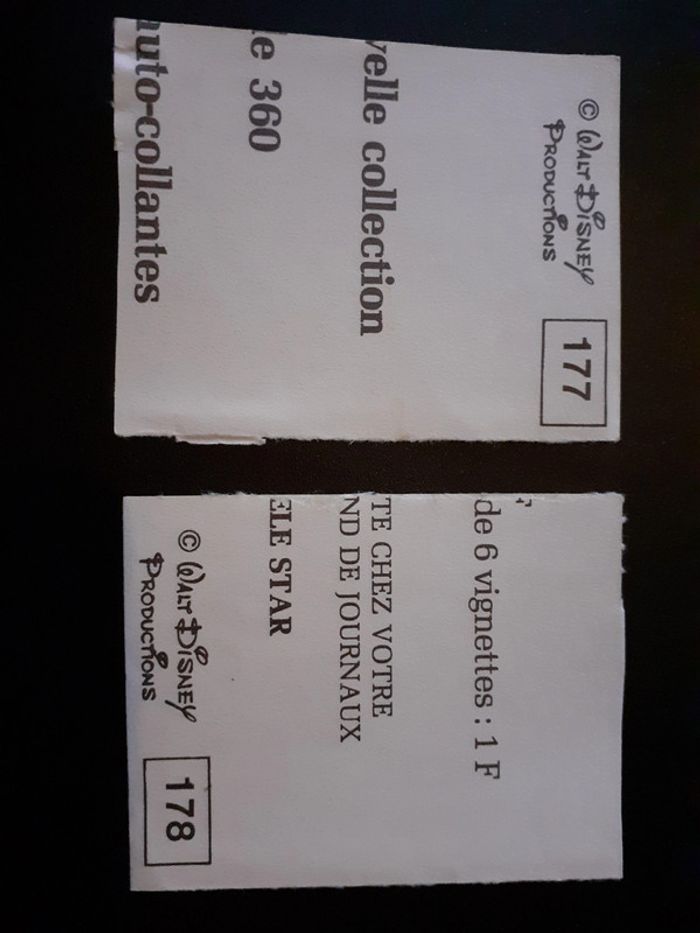 © WALT DISNEY
PRODUCTIONS
177
velle collection
e 360
auto-collantes
F
de 6 vignettes : 1 F
TE CHEZ VOTRE
ND DE JOURNAUX
ELE STAR
© WALT DISNEY
PRODUCTIONS
178